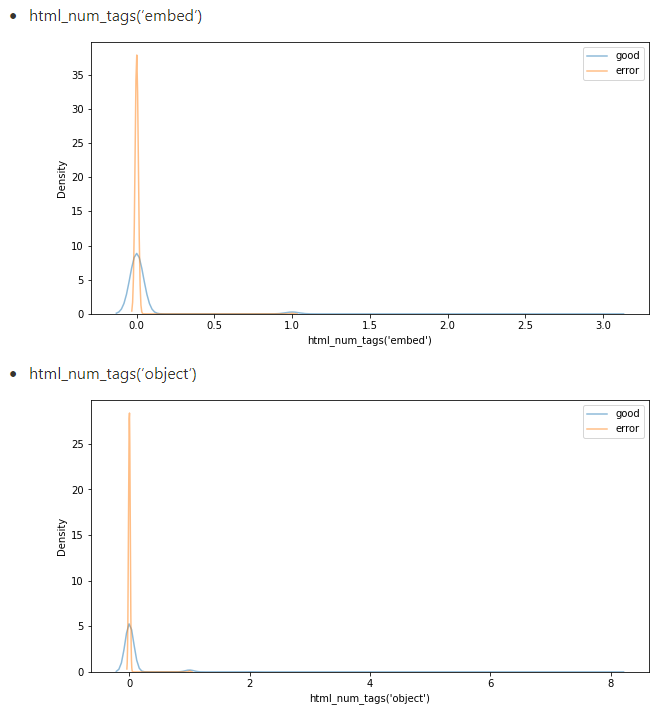 • html_num_tags(‘embed’)
good
error
35
30
25
20
15
10
5
0
Density
0.0 0.5 1.0 1.5 2.0 2.5 3.0
html_num_tags('embed')
• html_num_tags(‘object’)
good
error
25
20
15
10
5
0
Density
0 2 4 6 8
html_num_tags('object')